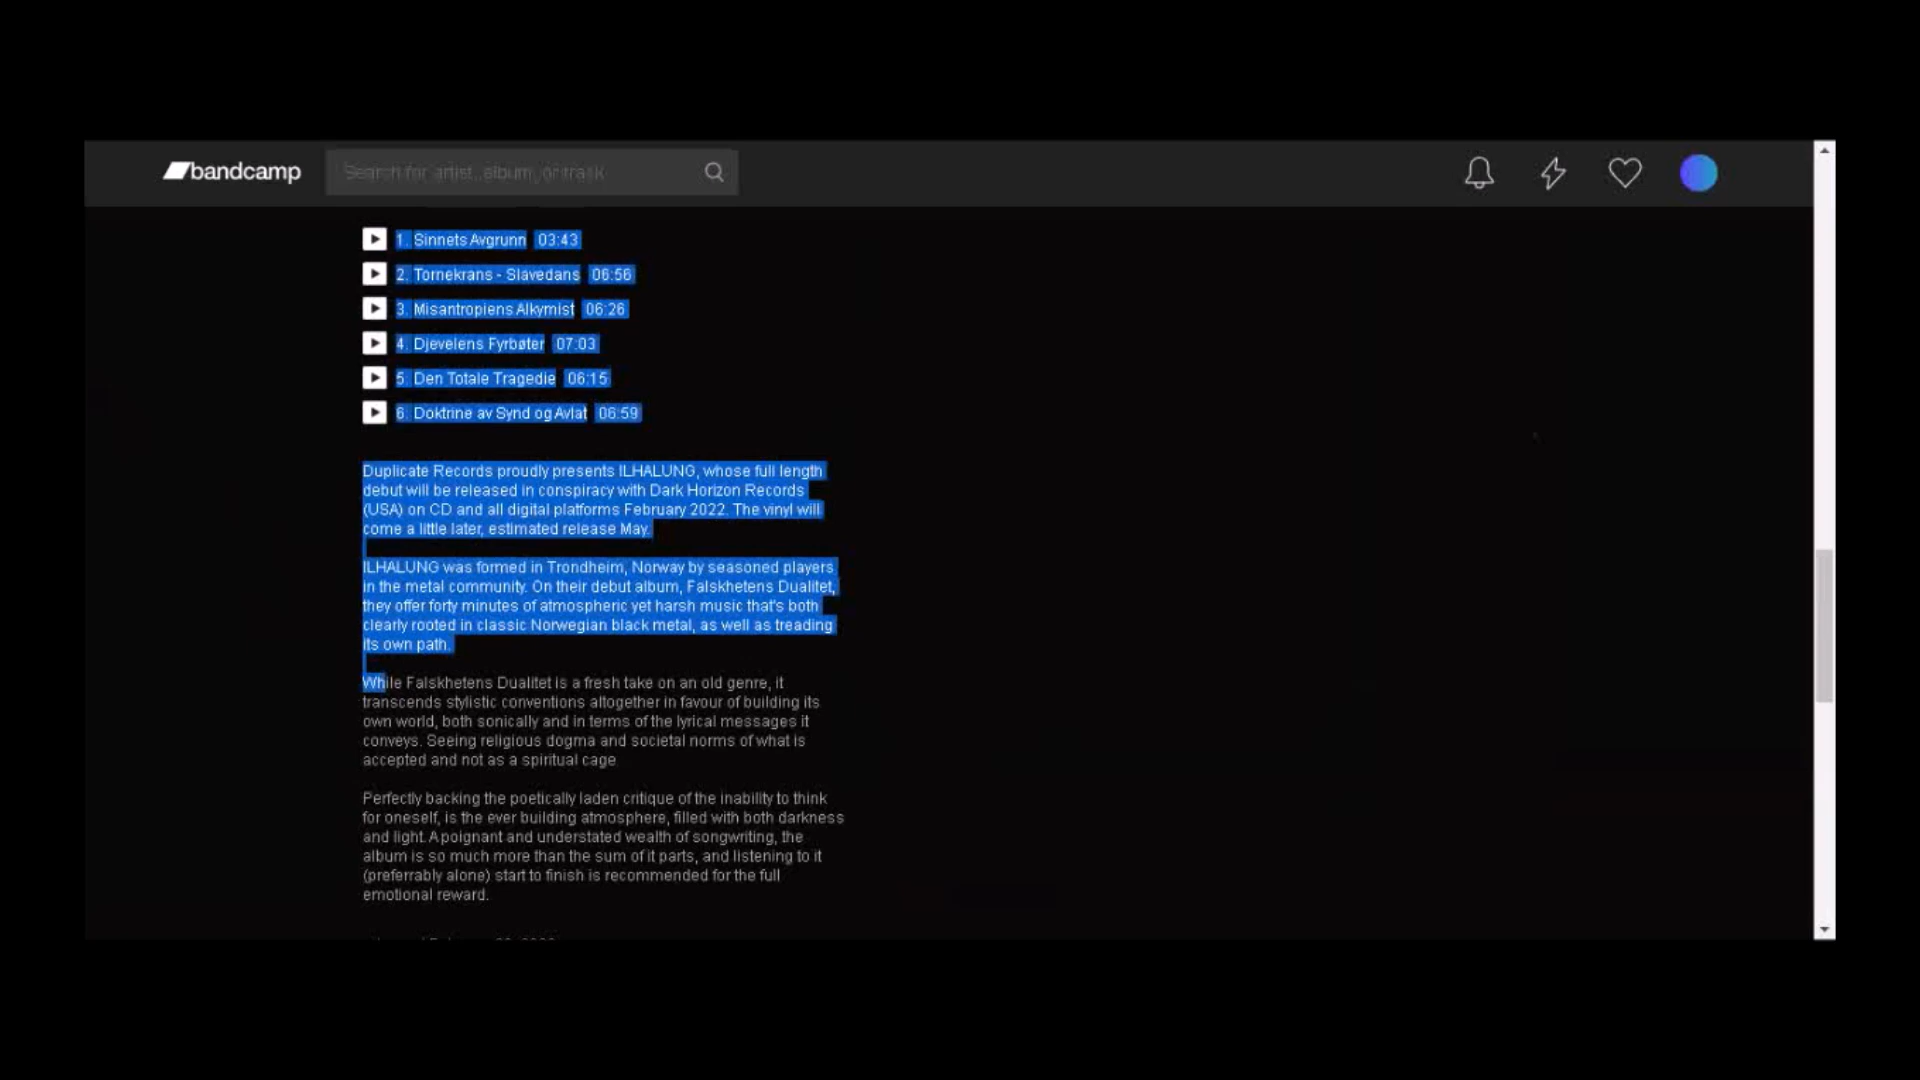 bandcamp
Search for artist, album, or track
1. Sinnets Avgrunn 03:43
2. Tornekrans - Slavedans 06:56
3. Misantropiens Alkymist 06:26
4. Djevelens Fyrbøter 07:03
5. Den Totale Tragedie 06:15
6. Doktrine av Synd og Avlat 06:59
Duplicate Records proudly presents ILHALUNG, whose full length
debut will be released in conspiracy with Dark Horizon Records
(USA) on CD and all digital platforms February 2022. The vinyl will
come a little later, estimated release May.
ILHALUNG was formed in Trondheim, Norway by seasoned players
in the metal community. On their debut album, Falskhetens Dualitet,
they offer forty minutes of atmospheric yet harsh music that's both
clearly rooted in classic Norwegian black metal, as well as treading
its own path.
While Falskhetens Dualitet is a fresh take on an old genre, it
transcends stylistic conventions altogether in favour of building its
own world, both sonically and in terms of the lyrical messages it
conveys. Seeing religious dogma and societal norms of what is
accepted and not as a spiritual cage.
Perfectly backing the poetically laden critique of the inability to think
for oneself, is the ever building atmosphere, filled with both darkness
and light. A poignant and understated wealth of songwriting, the
album is so much more than the sum of it parts, and listening to it
(preferrably alone) start to finish is recommended for the full
emotional reward.